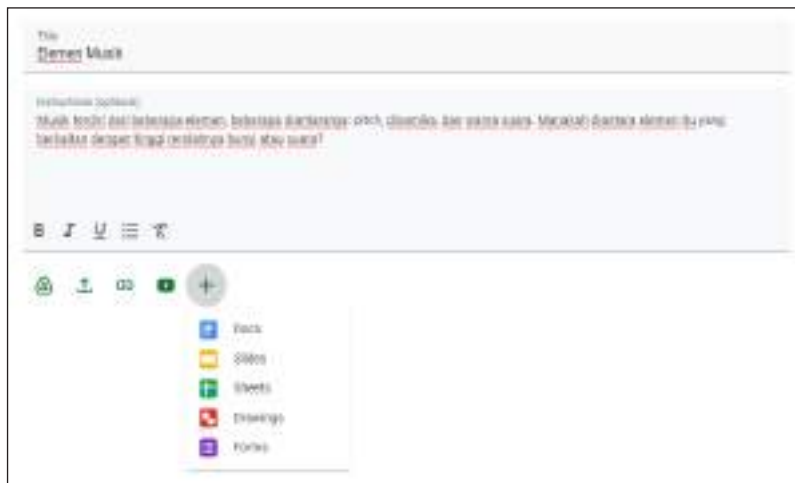 Title
Elemen Musik
Instructions (optional)
Musik terdiri dari beberapa elemen, beberapa diantaranya: pitch, dinamika, dan warna suara. Manakah diantara elemen itu yang
berkaitan dengan tinggi rendahnya bunyi atau suara?
B I U
Docs
Slides
Sheets
Drawings
Forms